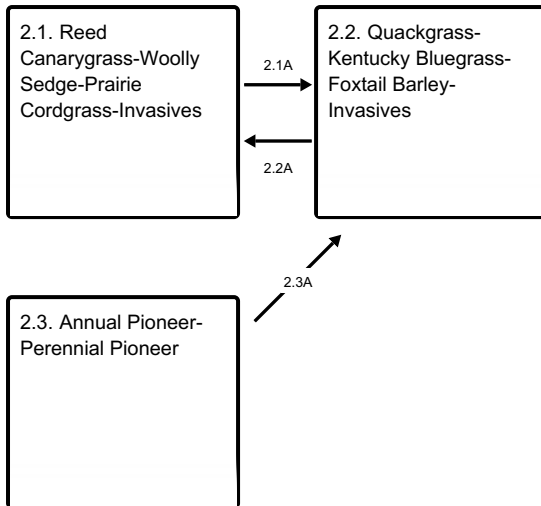 2.1. Reed
Canarygrass-Woolly
Sedge-Prairie
Cordgrass-Invasives
2.1A
2.2A
2.2. Quackgrass-
Kentucky Bluegrass-
Foxtail Barley-
Invasives
2.3A
2.3. Annual Pioneer-
Perennial Pioneer